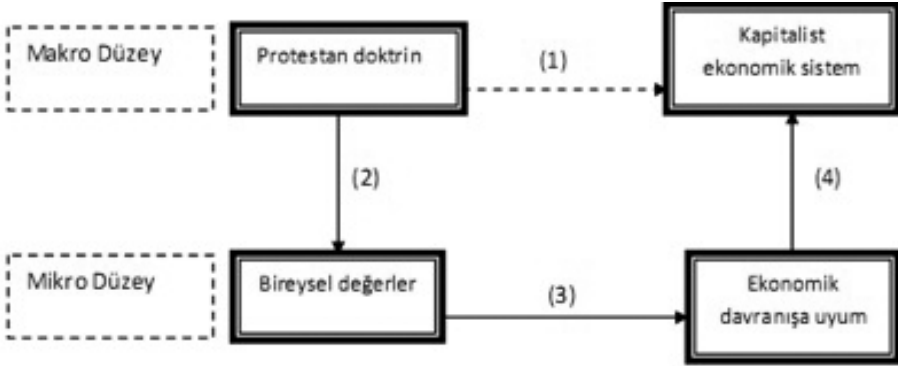 Makro Düzey
Protestan doktrin
(1)
Kapitalist
ekonomik sistem
(2)
(4)
Mikro Düzey
Bireysel değerler
(3)
Ekonomik
davranışa uyum